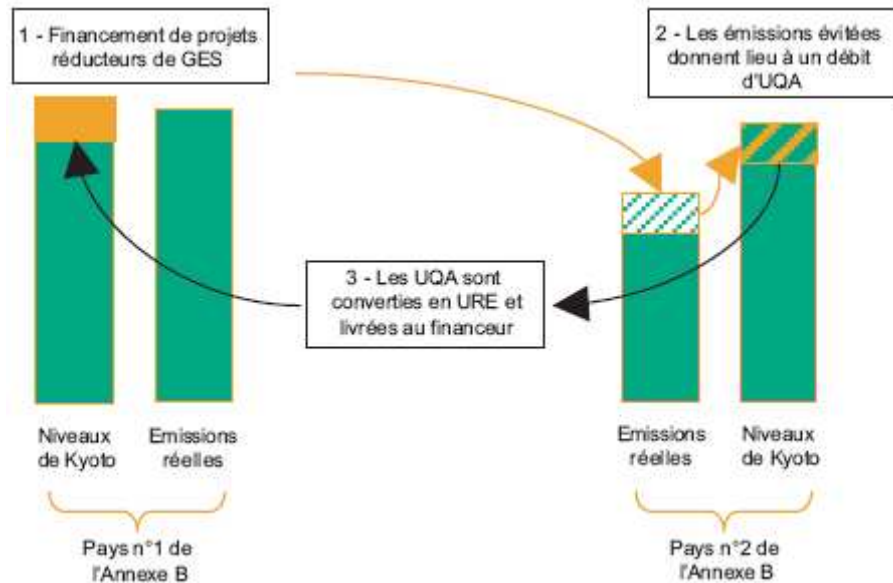 1 - Financement de projets
réducteurs de GES
2 - Les émissions évitées
donnent lieu à un débit
d'UQA
3 - Les UQA sont
converties en URE et
livrées au financeur
Niveaux
de Kyoto
Emissions
réelles
Emissions
réelles
Niveaux
de Kyoto
Pays n°1 de
l'Annexe B
Pays n°2 de
l'Annexe B